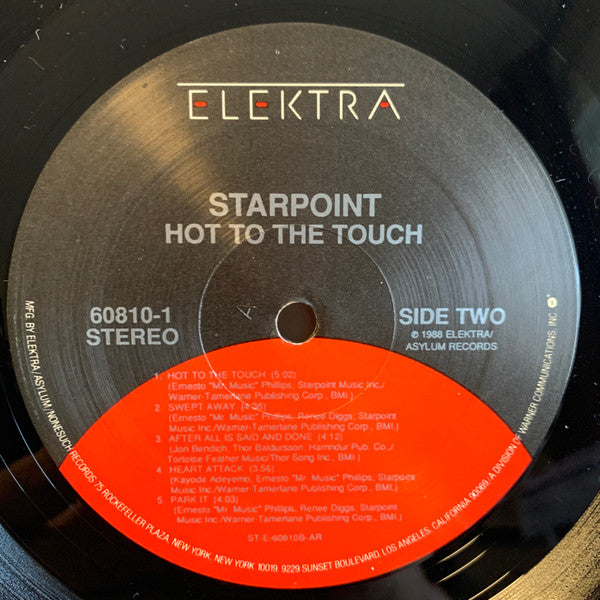 ELEKTRA
STARPOINT
HOT TO THE TOUCH
60810-1
STEREO
SIDE TWO
℗ 1988 ELEKTRA/
ASYLUM RECORDS
1. HOT TO THE TOUCH (5:02)
(Ernesto "Mr. Music" Phillips, Starpoint Music Inc./
Warner-Tamerlane Publishing Corp., BMI.)
2. SWEPT AWAY (4:35)
(Ernesto "Mr. Music" Phillips, Renee Diggs, Starpoint
Music Inc./Warner-Tamerlane Publishing Corp., BMI.)
3. AFTER ALL IS SAID AND DONE (4:12)
(Jon Bendich, Thor Baldursson, Hamndur Pub. Co.,/
Tortoise Feather Music/Thor Song Inc., BMI.)
4. HEART ATTACK (3:56)
(Kayode Adeyemo, Ernesto "Mr. Music" Phillips, Starpoint
Music Inc./Warner-Tamerlane Publishing Corp., BMI.)
5. PARK IT (4:03)
(Ernesto "Mr. Music" Phillips, Renee Diggs, Starpoint
Music Inc./Warner-Tamerlane Publishing Corp., BMI.)
ST-E-60810B-AR
MFG BY ELEKTRA/ASYLUM/NONESUCH RECORDS 75 ROCKEFELLER PLAZA, NEW YORK, NEW YORK 10019. 9229 SUNSET BOULEVARD, LOS ANGELES, CALIFORNIA 90069 A DIVISION OF WARNER COMMUNICATIONS, INC.